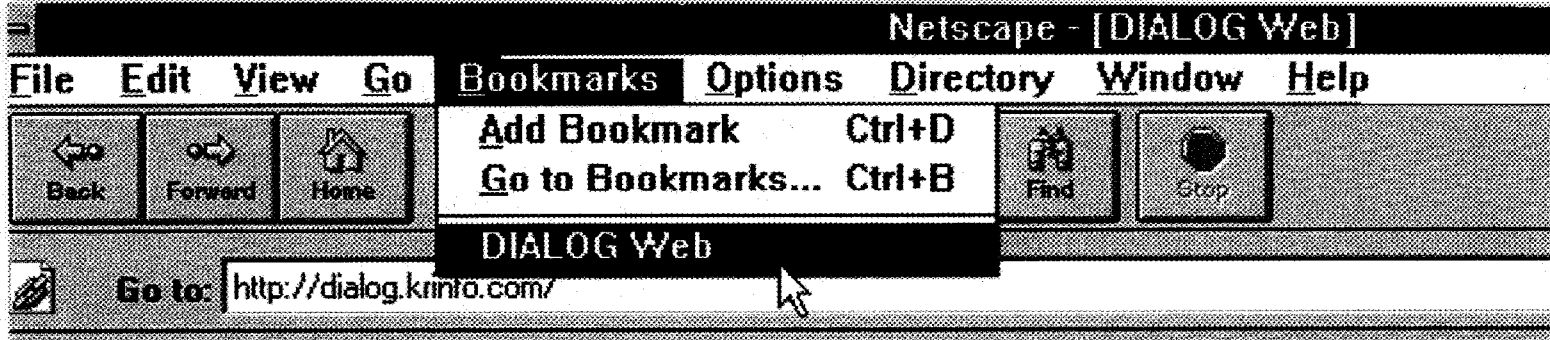 Netscape - [DIALOG Web]
File Edit View Go Bookmarks Options Directory Window Help
Add Bookmark Ctrl+D
Go to Bookmarks... Ctrl+B
DIALOG Web
Back Forward Home Find Stop
Go to: http://dialog.krinfo.com/